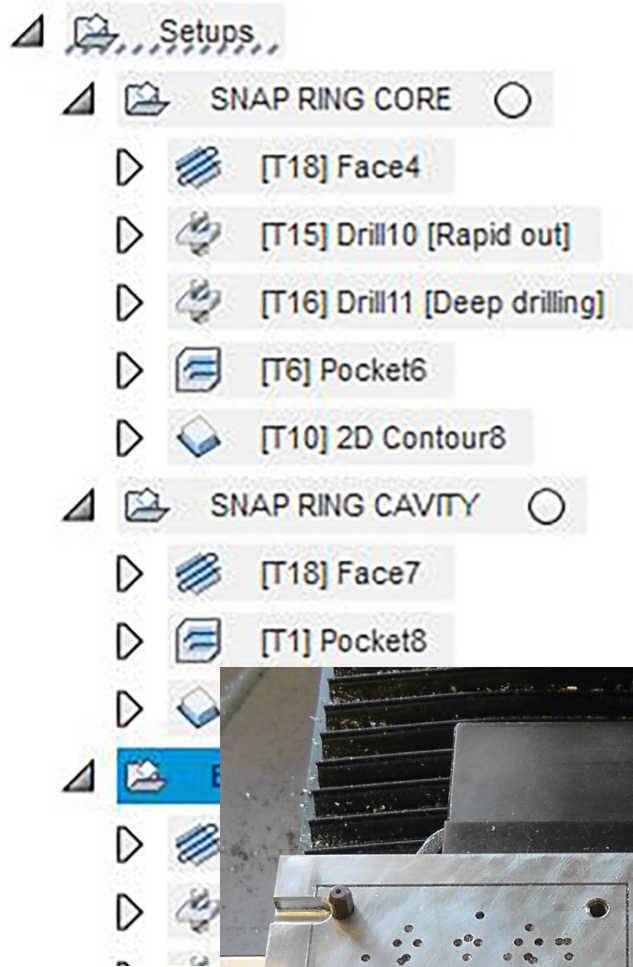 Setups
SNAP RING CORE
[T18] Face4
[T15] Drill10 [Rapid out]
[T16] Drill11 [Deep drilling]
[T6] Pocket6
[T10] 2D Contour8
SNAP RING CAVITY
[T18] Face7
[T1] Pocket8